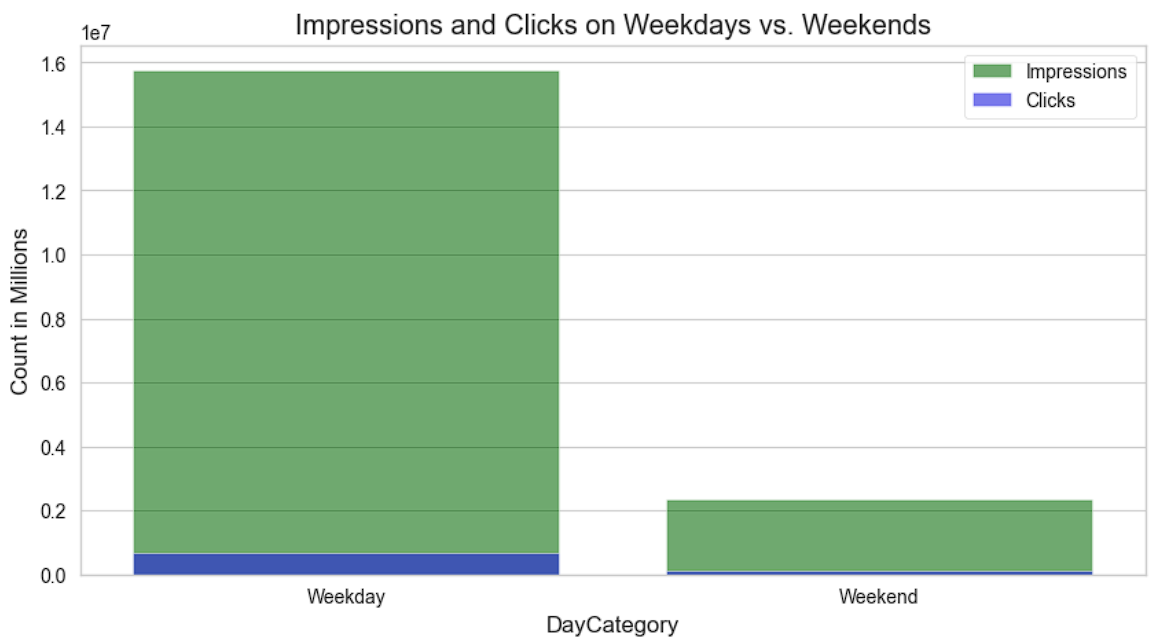 Impressions and Clicks on Weekdays vs. Weekends
1e7
1.6
1.4
1.2
1.0
0.8
0.6
0.4
0.2
0.0
Count in Millions
Impressions
Clicks
Weekday
Weekend
DayCategory